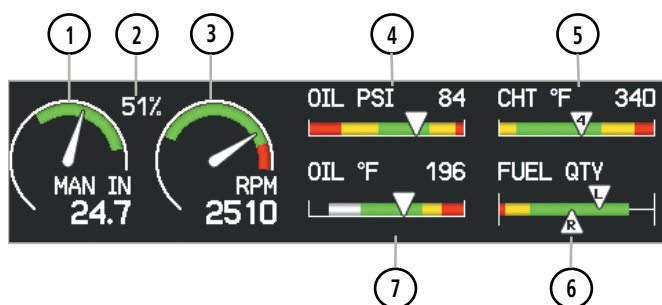 1 2 3 4 5
51%
OIL PSI 84
CHT °F 340
4
MAN IN
24.7
RPM
2510
OIL °F 196
FUEL QTY
L
R
7 6